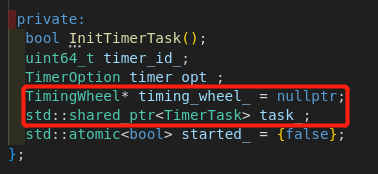 private:
bool InitTimerTask();
uint64_t timer_id_;
TimerOption timer_opt_;
TimingWheel* timing_wheel_ = nullptr;
std::shared_ptr<TimerTask> task_;
std::atomic<bool> started_ = {false};
};